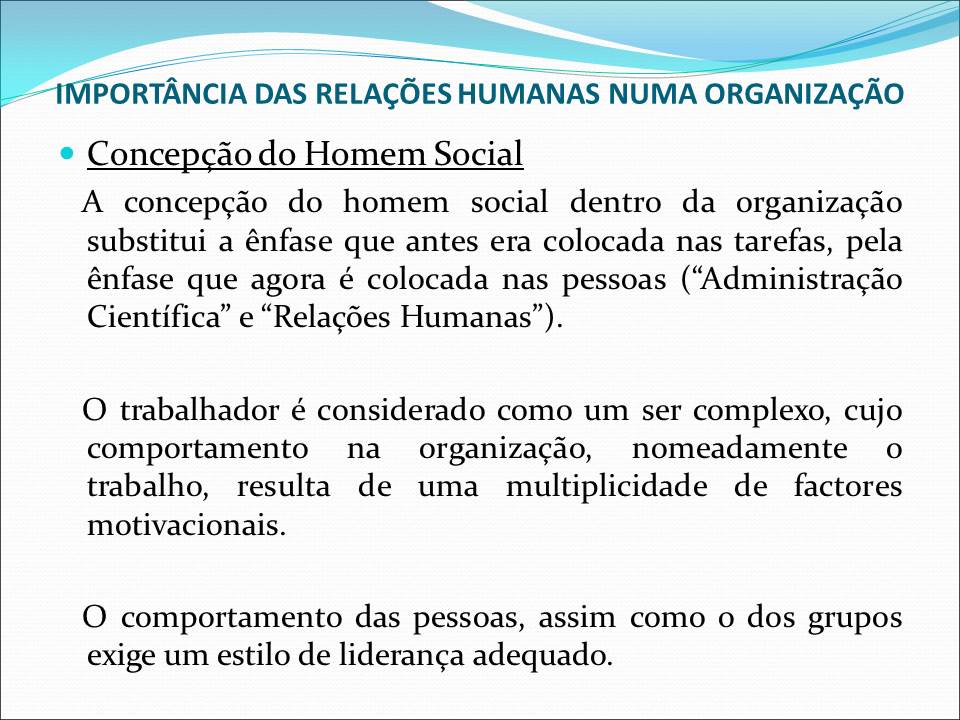 IMPORTÂNCIA DAS RELAÇÕES HUMANAS NUMA ORGANIZAÇÃO
Concepção do Homem Social
A concepção do homem social dentro da organização
substitui a ênfase que antes era colocada nas tarefas, pela
ênfase que agora é colocada nas pessoas (“Administração
Científica” e “Relações Humanas”).
O trabalhador é considerado como um ser complexo, cujo
comportamento na organização, nomeadamente o
trabalho, resulta de uma multiplicidade de factores
motivacionais.
O comportamento das pessoas, assim como o dos grupos
exige um estilo de liderança adequado.